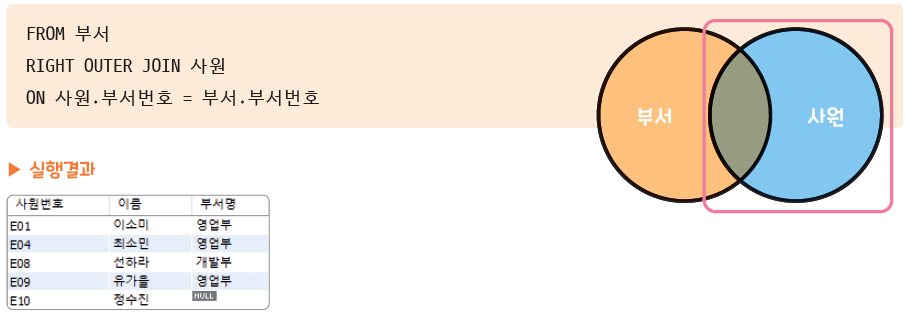 FROM 부서
RIGHT OUTER JOIN 사원
ON 사원.부서번호 = 부서.부서번호
부서 사원
▶ 실행결과
사원번호 이름 부서명
E01 이소미 영업부
E04 최소민 영업부
E08 선하라 개발부
E09 유가을 영업부
E10 정수진 NULL